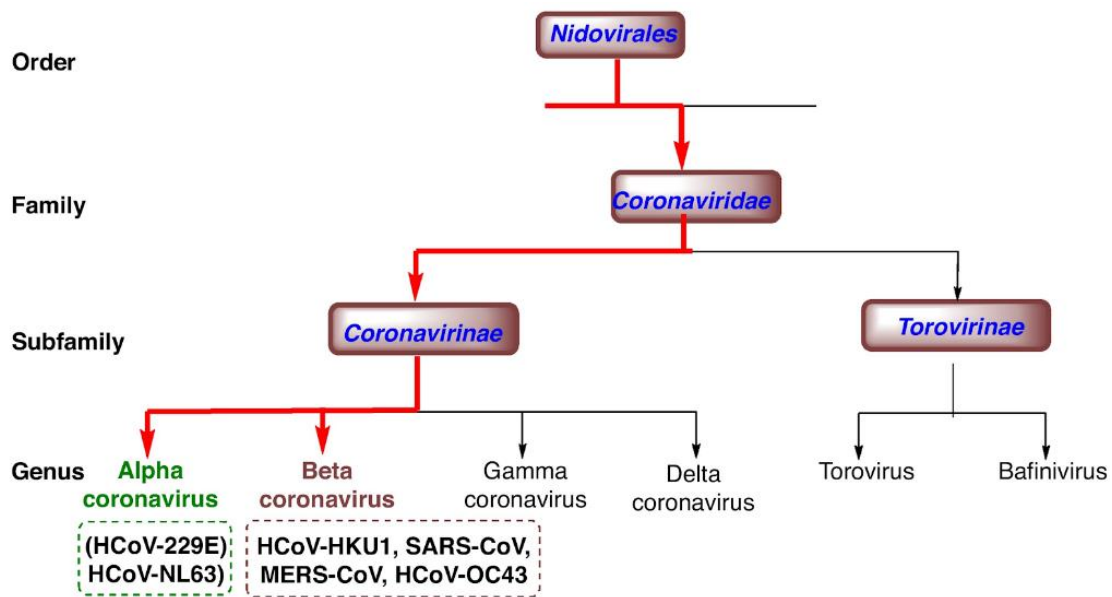 Nidovirales
Order
Family
Coronaviridae
Subfamily
Coronavirinae
Torovirinae
Genus
Alpha
coronavirus
Beta
coronavirus
Gamma
coronavirus
Delta
coronavirus
Torovirus
Bafinivirus
(HCoV-229E)
HCoV-NL63)
HCoV-HKU1, SARS-CoV,
MERS-CoV, HCoV-OC43